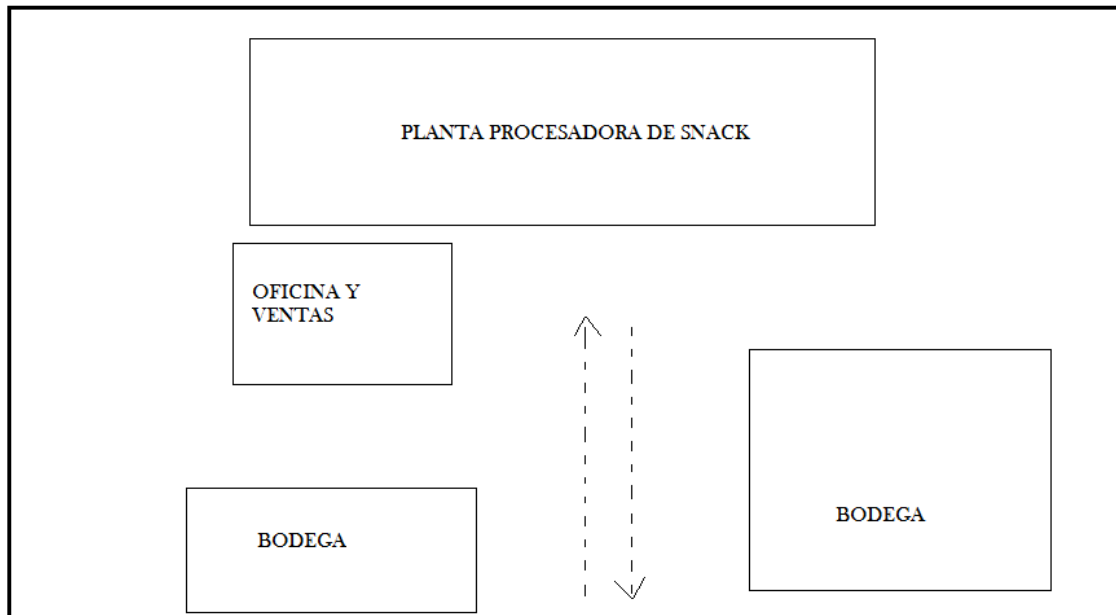 PLANTA PROCESADORA DE SNACK
OFICINA Y
VENTAS
BODEGA
BODEGA